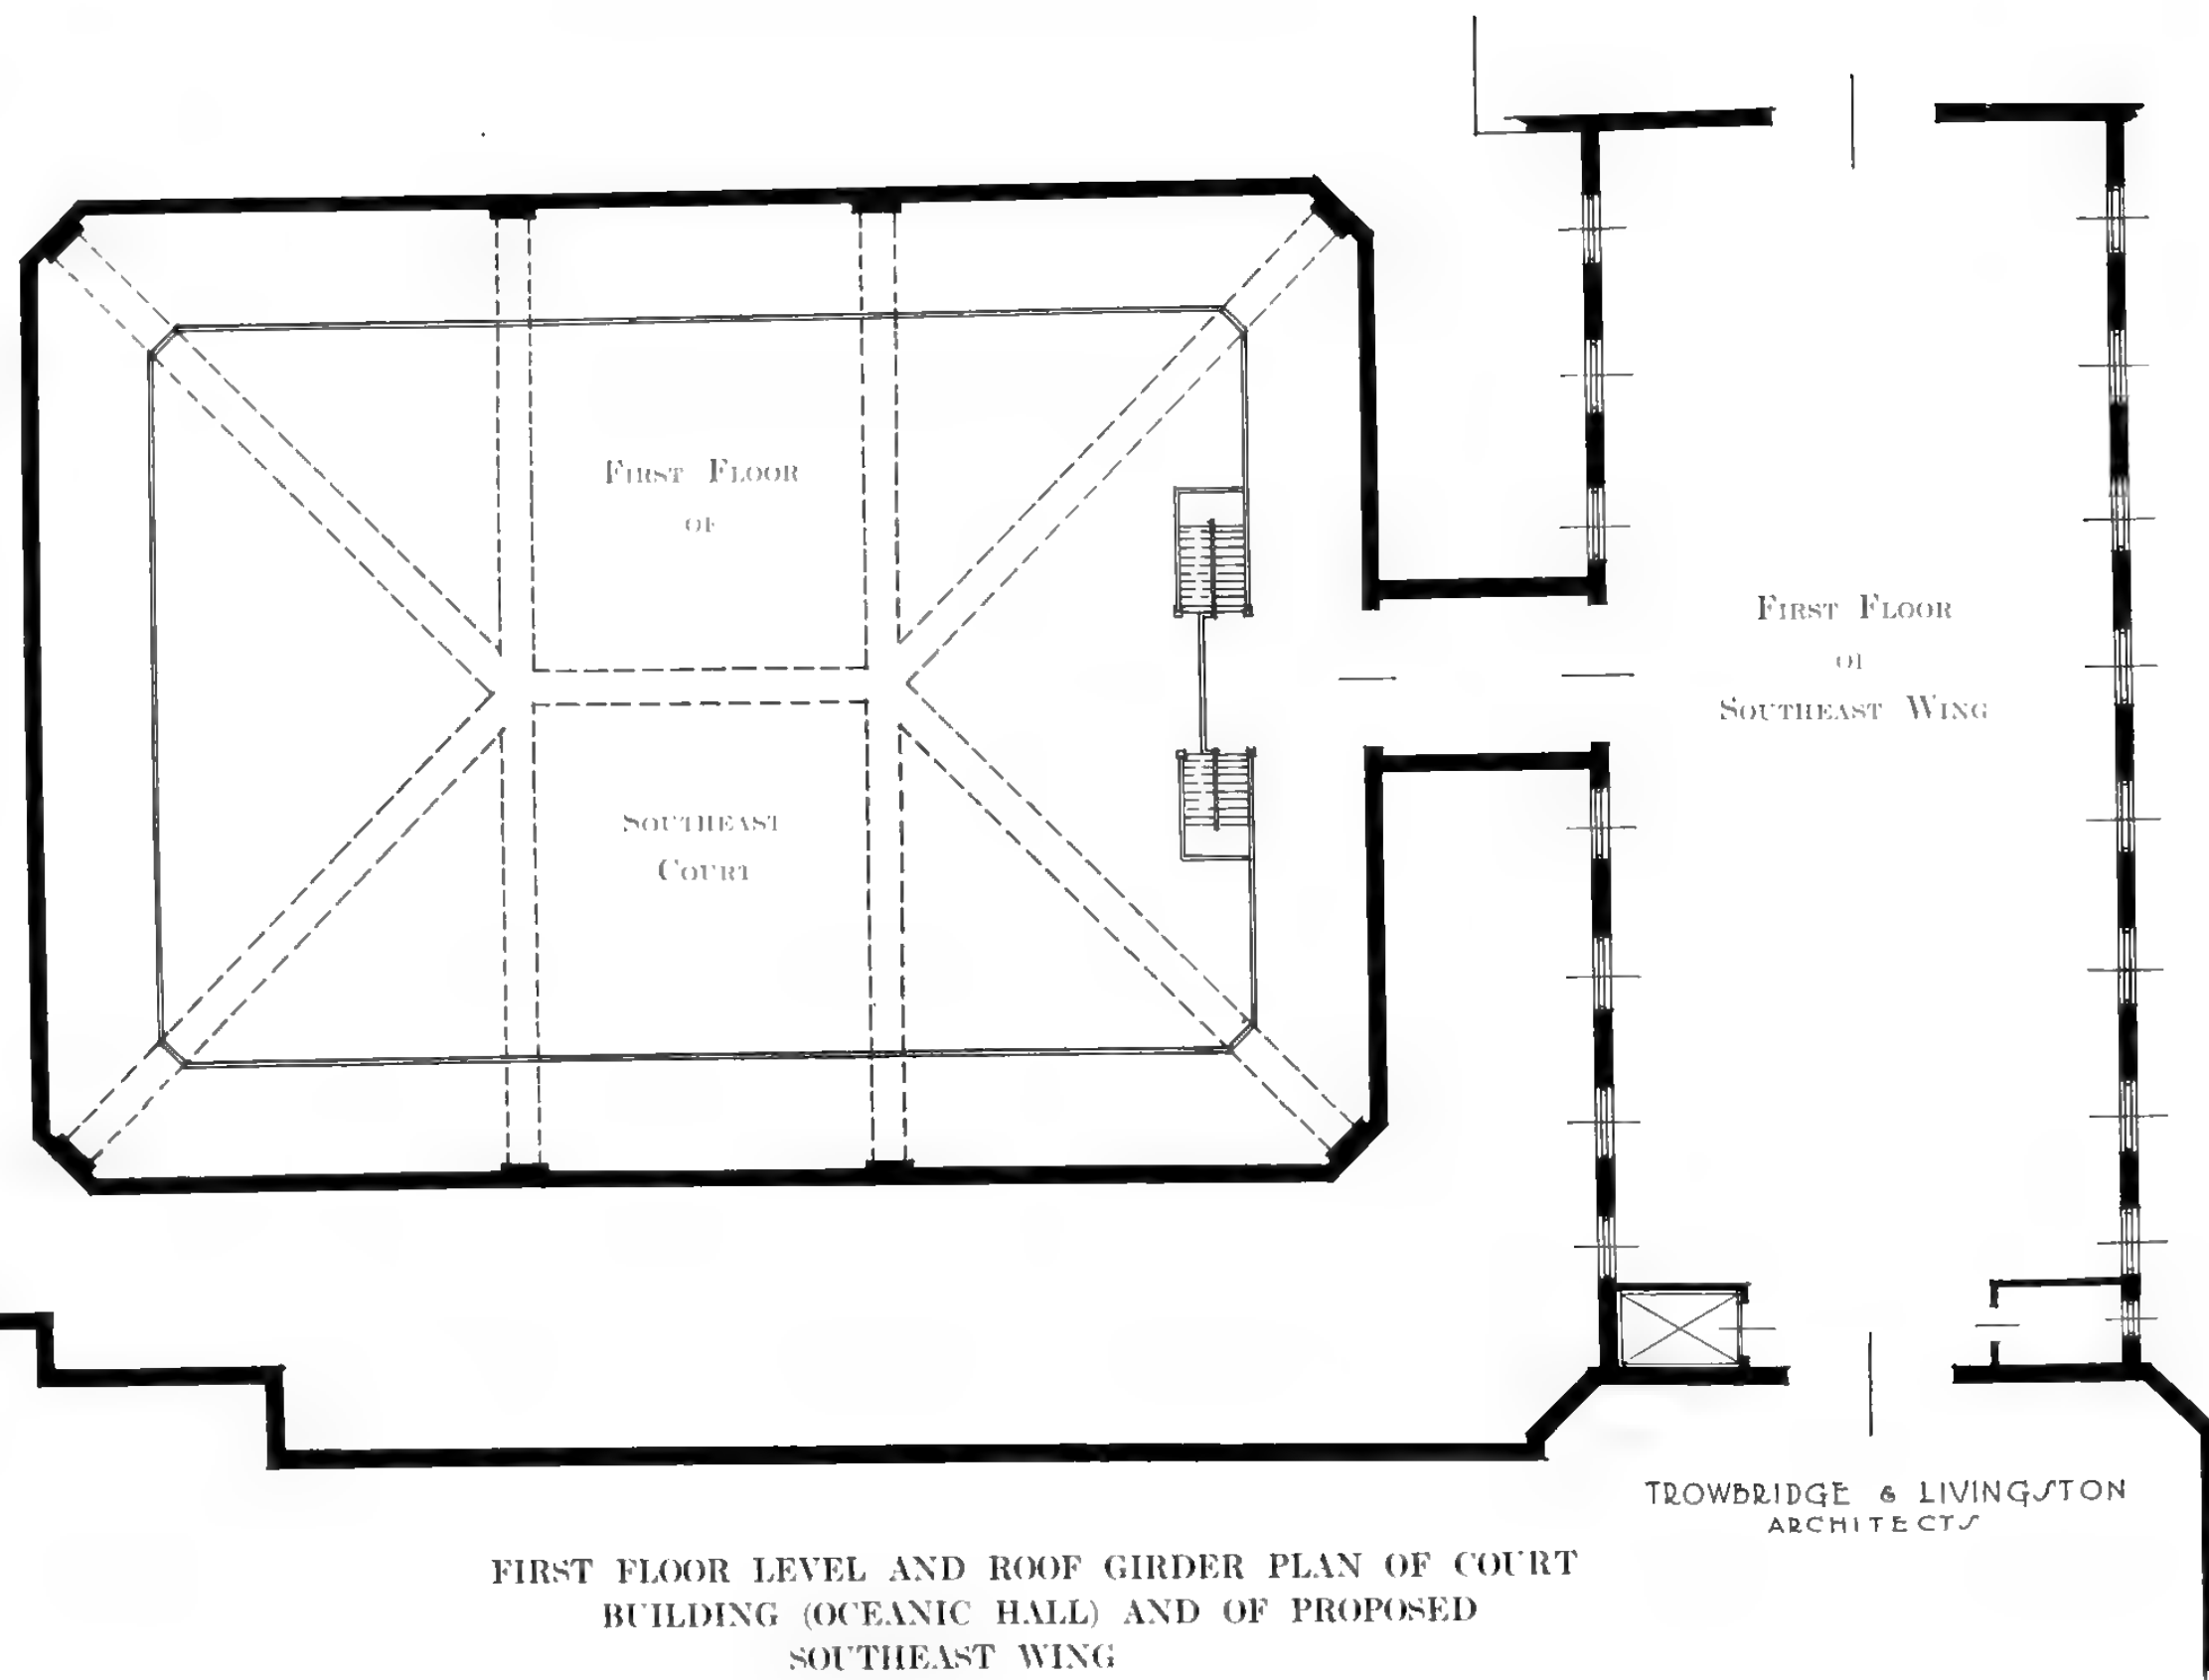 First Floor
of
Southeast
Court
First Floor
of
Southeast Wing
TROWBRIDGE & LIVINGSTON
ARCHITECTS
FIRST FLOOR LEVEL AND ROOF GIRDER PLAN OF COURT
BUILDING (OCEANIC HALL) AND OF PROPOSED
SOUTHEAST WING